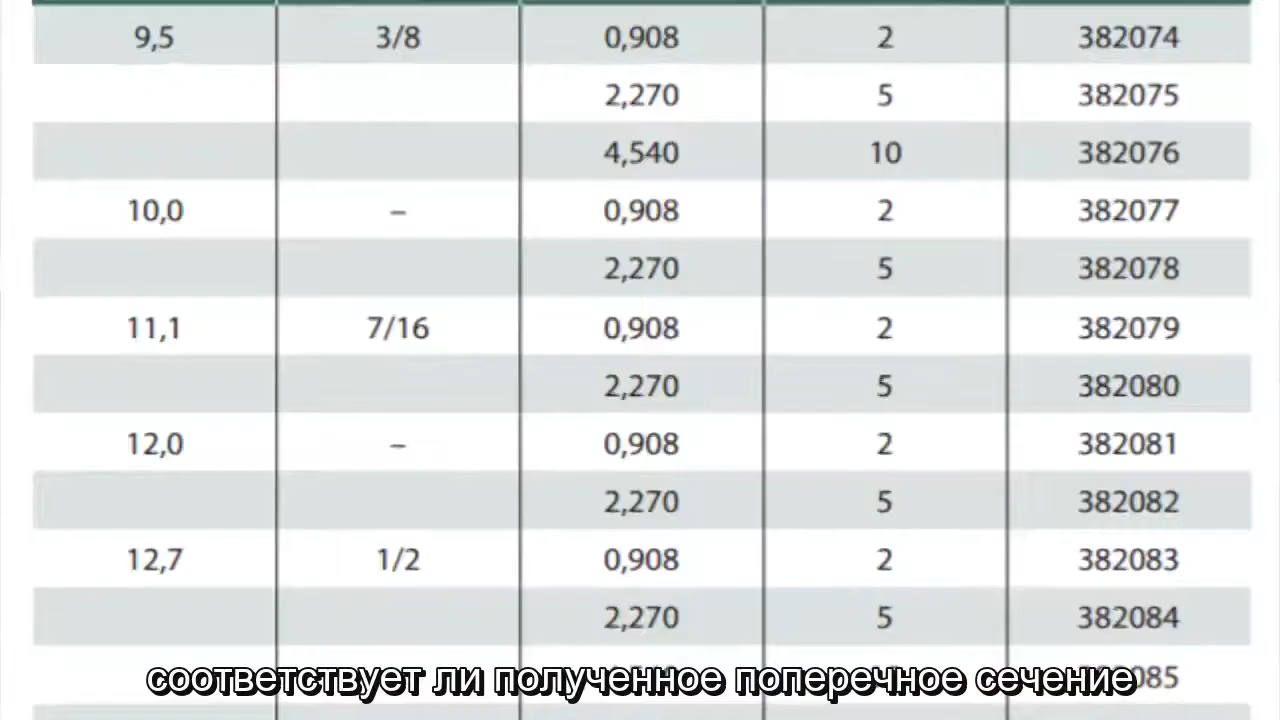 9,5 3/8 0,908 2 382074
2,270 5 382075
4,540 10 382076
10,0 – 0,908 2 382077
2,270 5 382078
11,1 7/16 0,908 2 382079
2,270 5 382080
12,0 – 0,908 2 382081
2,270 5 382082
12,7 1/2 0,908 2 382083
2,270 5 382084
соответствует ли полученное поперечное сечение